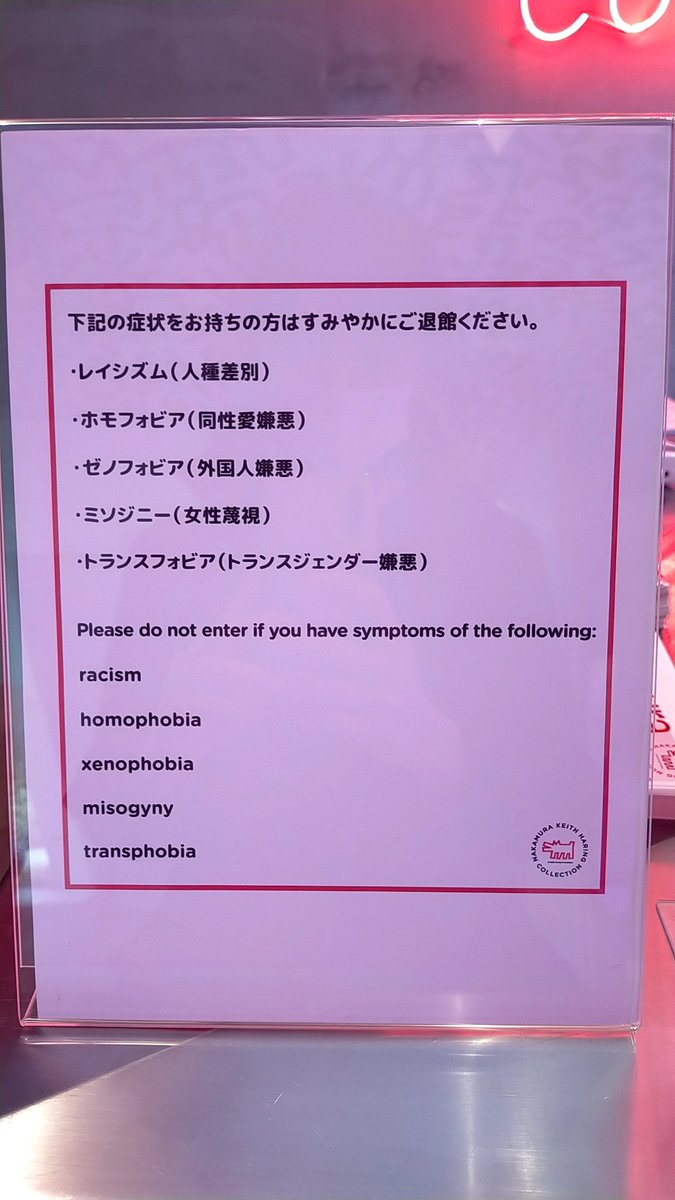 下記の症状をお持ちの方はすみやかにご退館ください。
・レイシズム（人種差別）
・ホモフォビア（同性愛嫌悪）
・ゼノフォビア（外国人嫌悪）
・ミソジニー（女性蔑視）
・トランスフォビア（トランスジェンダー嫌悪）
Please do not enter if you have symptoms of the following:
racism
homophobia
xenophobia
misogyny
transphobia
NAKAMURA KEITH HARING COLLECTION